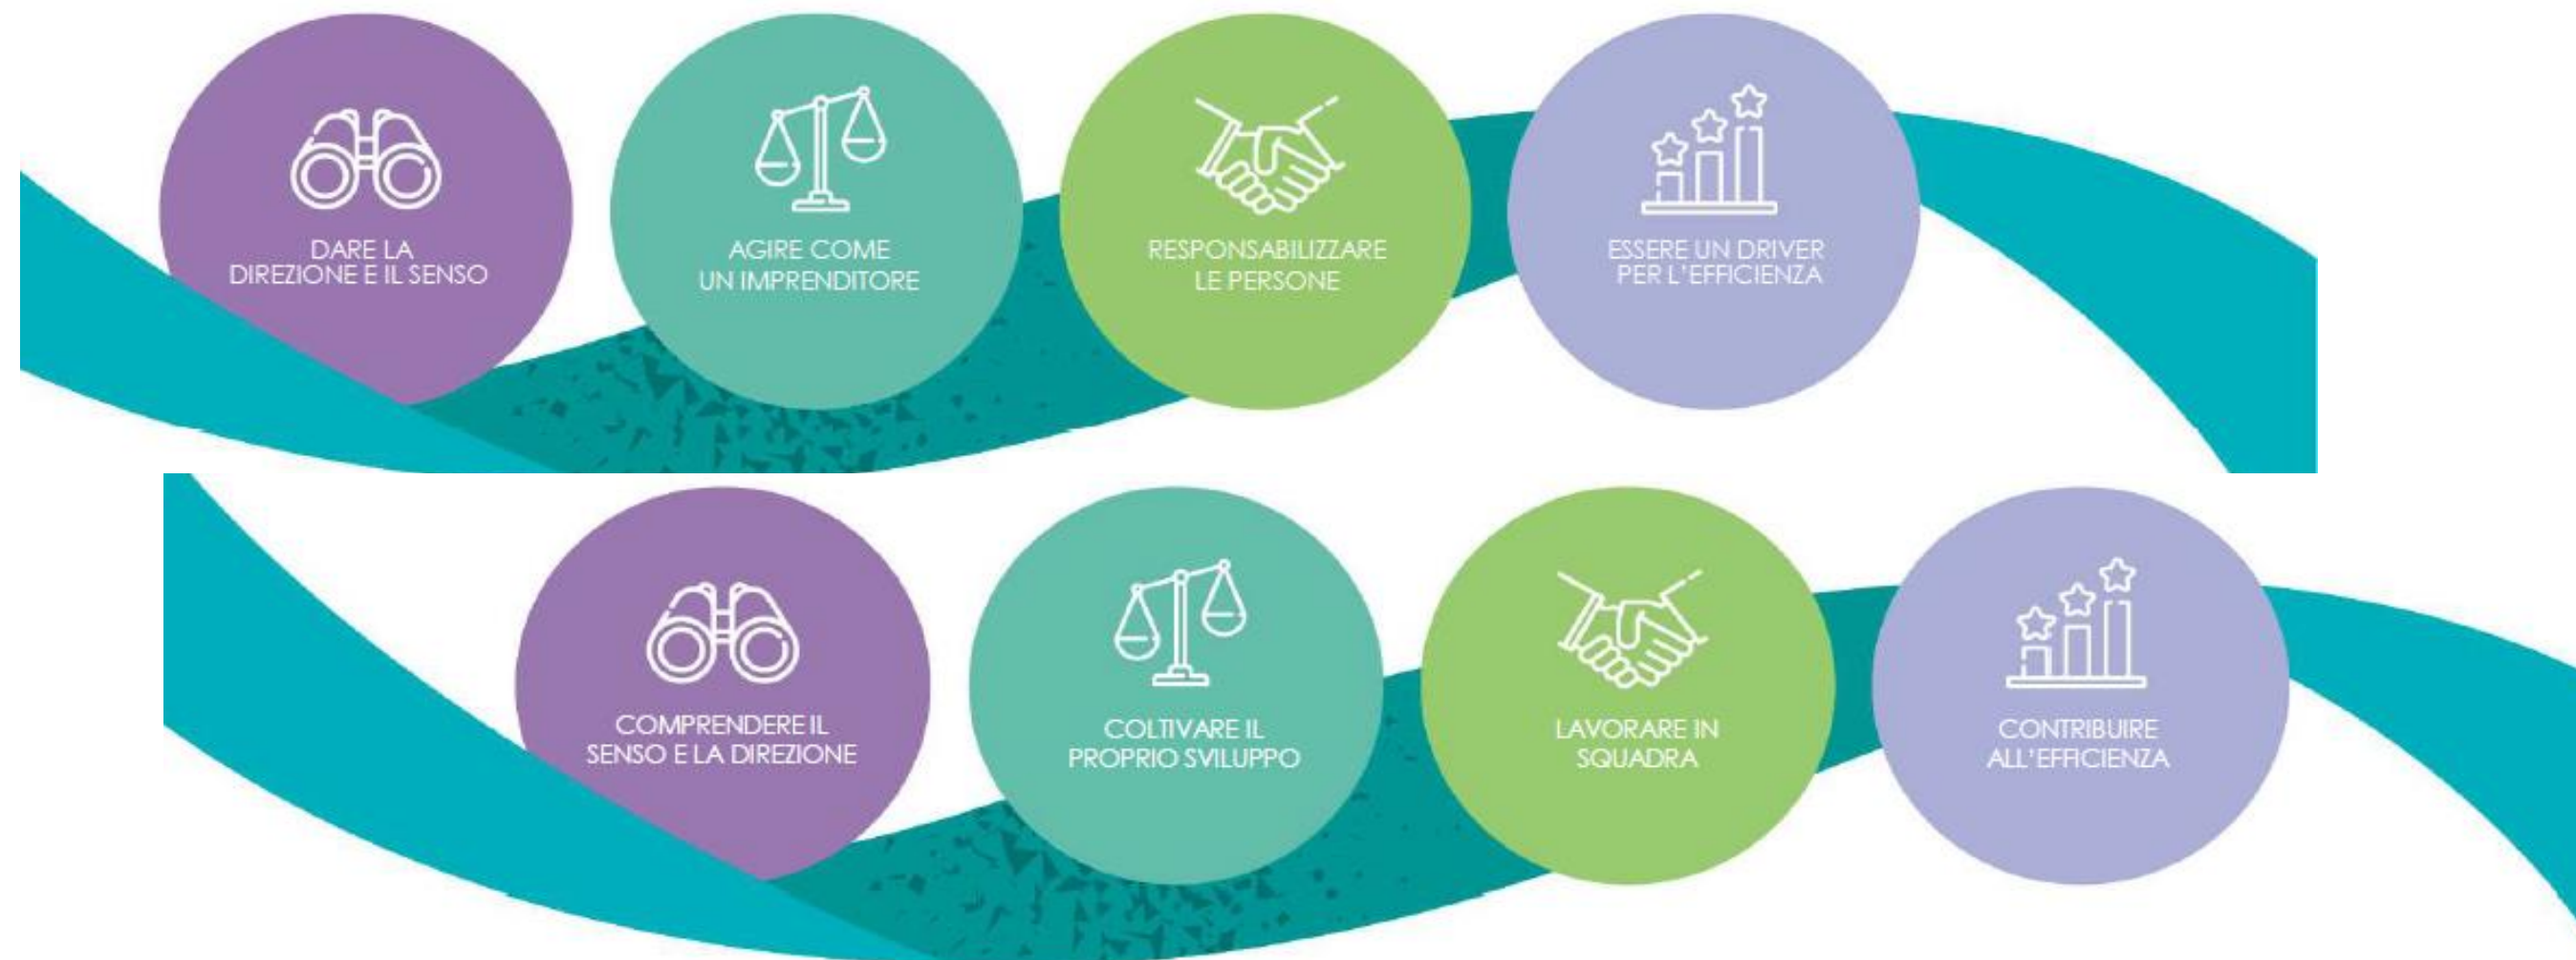 DARE LA
DIREZIONE E IL SENSO
AGIRE COME
UN IMPRENDITORE
RESPONSABILIZZARE
LE PERSONE
ESSERE UN DRIVER
PER L'EFFICIENZA
COMPRENDERE IL
SENSO E LA DIREZIONE
COLTIVARE IL
PROPRIO SVILUPPO
LAVORARE IN
SQUADRA
CONTRIBUIRE
ALL'EFFICIENZA